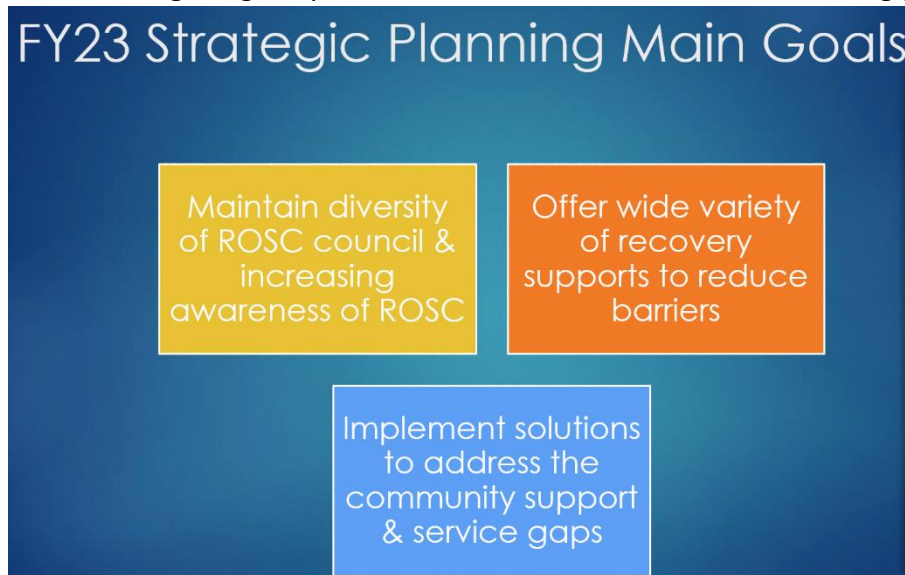 FY23 Strategic Planning Main Goals
Maintain diversity
of ROSC council &
increasing
awareness of ROSC
Offer wide variety
of recovery
supports to reduce
barriers
Implement solutions
to address the
community support
& service gaps